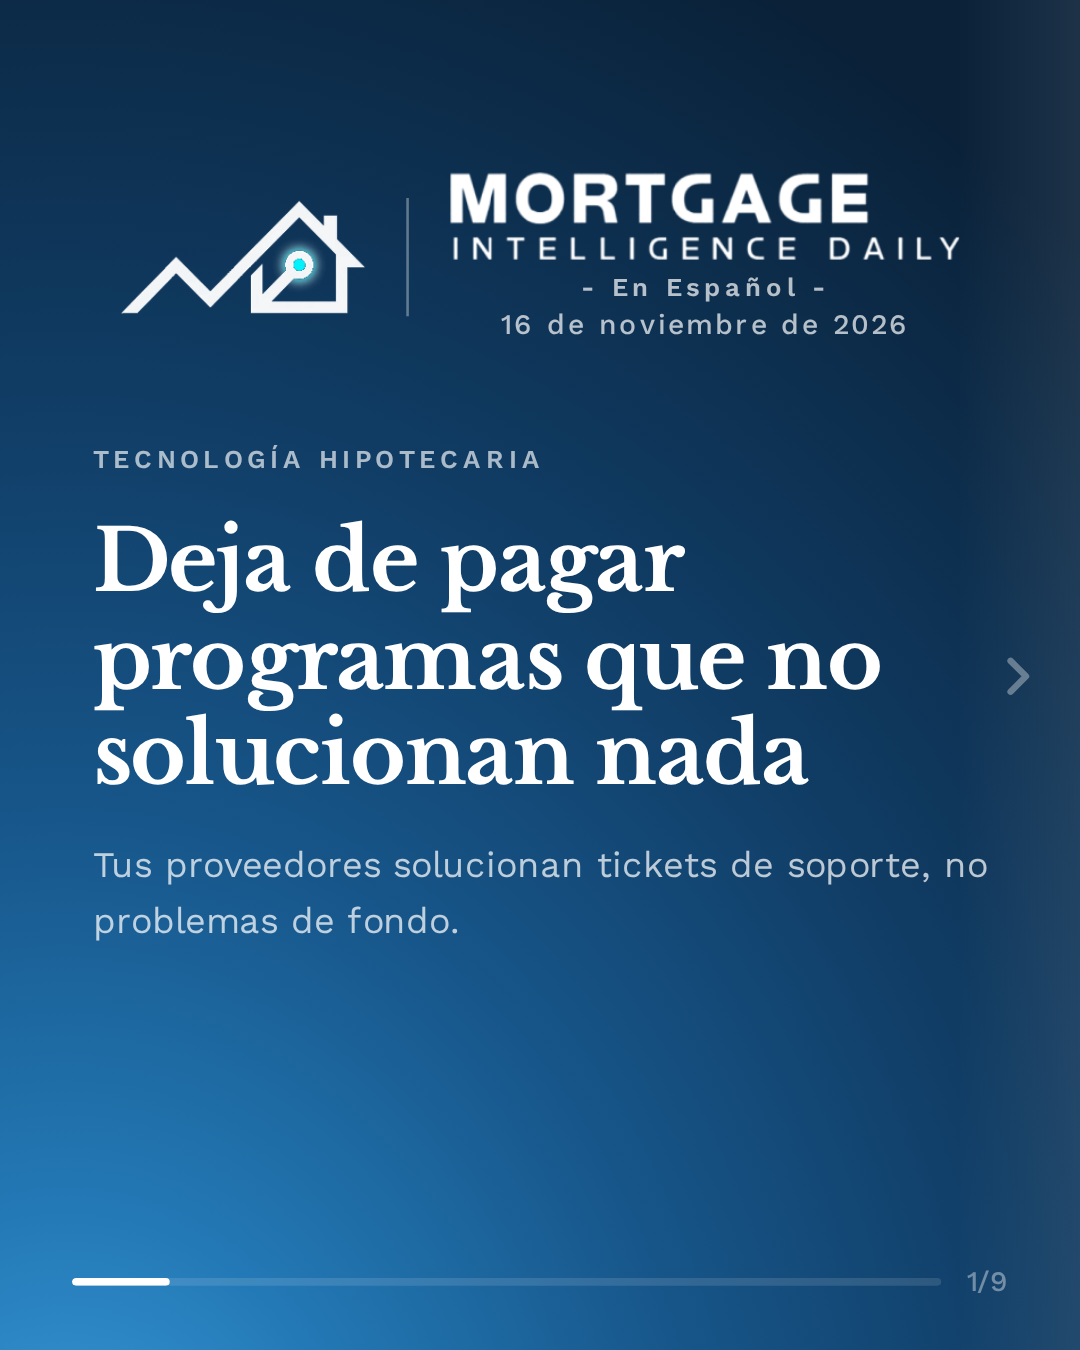 MORTGAGE
INTELLIGENCE DAILY
- En Español -
16 de noviembre de 2026
TECNOLOGÍA HIPOTECARIA
Deja de pagar
programas que no
solucionan nada
Tus proveedores solucionan tickets de soporte, no
problemas de fondo.
1/9